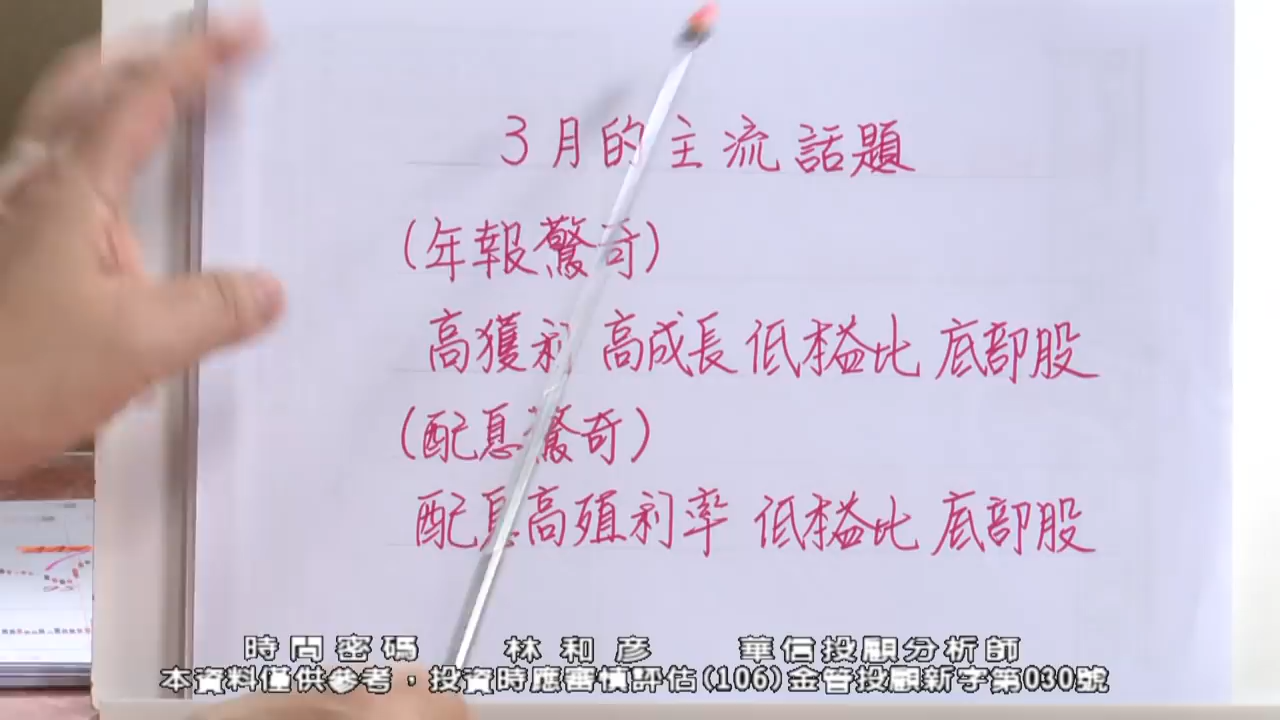 3月的主流話題
(年報驚奇)
高獲利 高成長 低本益比 底部股
(配息驚奇)
配息高殖利率 低本益比 底部股
時間密碼 林和彥 華信投顧分析師
本資料僅供參考，投資時應審慎評估(106)金管投顧新字第030號